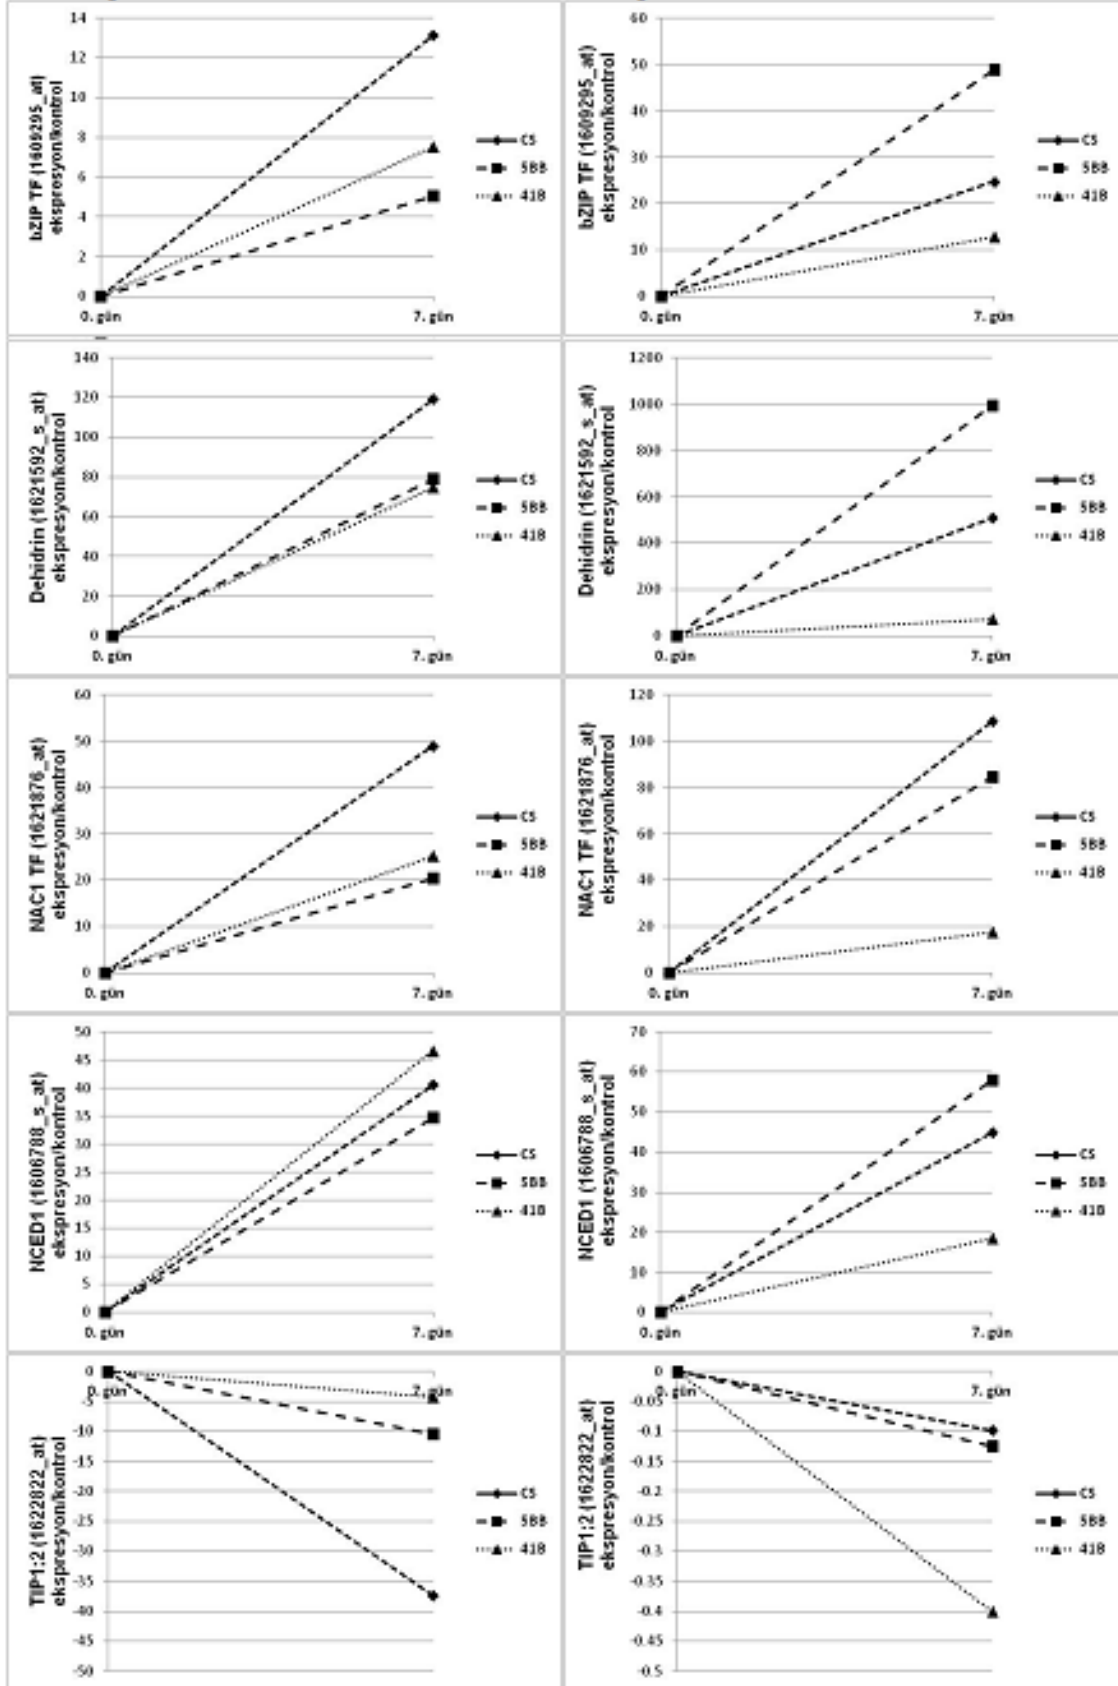 14
12
10
8
6
4
2
0
0. gün 7. gün
bZIP TF (1609295_at)
ekspresyon/kontrol
CS
5BB
41B
60
50
40
30
20
10
0
0. gün 7. gün
bZIP TF (1609295_at)
ekspresyon/kontrol
CS
5BB
41B
140
120
100
80
60
40
20
0
0. gün 7. gün
Dehidrin (1621592_s_at)
ekspresyon/kontrol
CS
5BB
41B
1200
1000
800
600
400
200
0
0. gün 7. gün
Dehidrin (1621592_s_at)
ekspresyon/kontrol
CS
5BB
41B
60
50
40
30
20
10
0
0. gün 7. gün
NAC1 TF (1621876_at)
ekspresyon/kontrol
CS
5BB
41B
120
100
80
60
40
20
0
0. gün 7. gün
NAC1 TF (1621876_at)
ekspresyon/kontrol
CS
5BB
41B
50
45
40
35
30
25
20
15
10
5
0
0. gün 7. gün
NCED1 (1606788_s_at)
ekspresyon/kontrol
CS
5BB
41B
70
60
50
40
30
20
10
0
0. gün 7. gün
NCED1 (1606788_s_at)
ekspresyon/kontrol
CS
5BB
41B
0
0. gün 7. gün
-5
-10
-15
-20
-25
-30
-35
-40
-45
-50
TIP1:2 (1622822_at)
ekspresyon/kontrol
CS
5BB
41B
0
0. gün 7. gün
-0.05
-0.1
-0.15
-0.2
-0.25
-0.3
-0.35
-0.4
-0.45
-0.5
TIP1:2 (1622822_at)
ekspresyon/kontrol
CS
5BB
41B